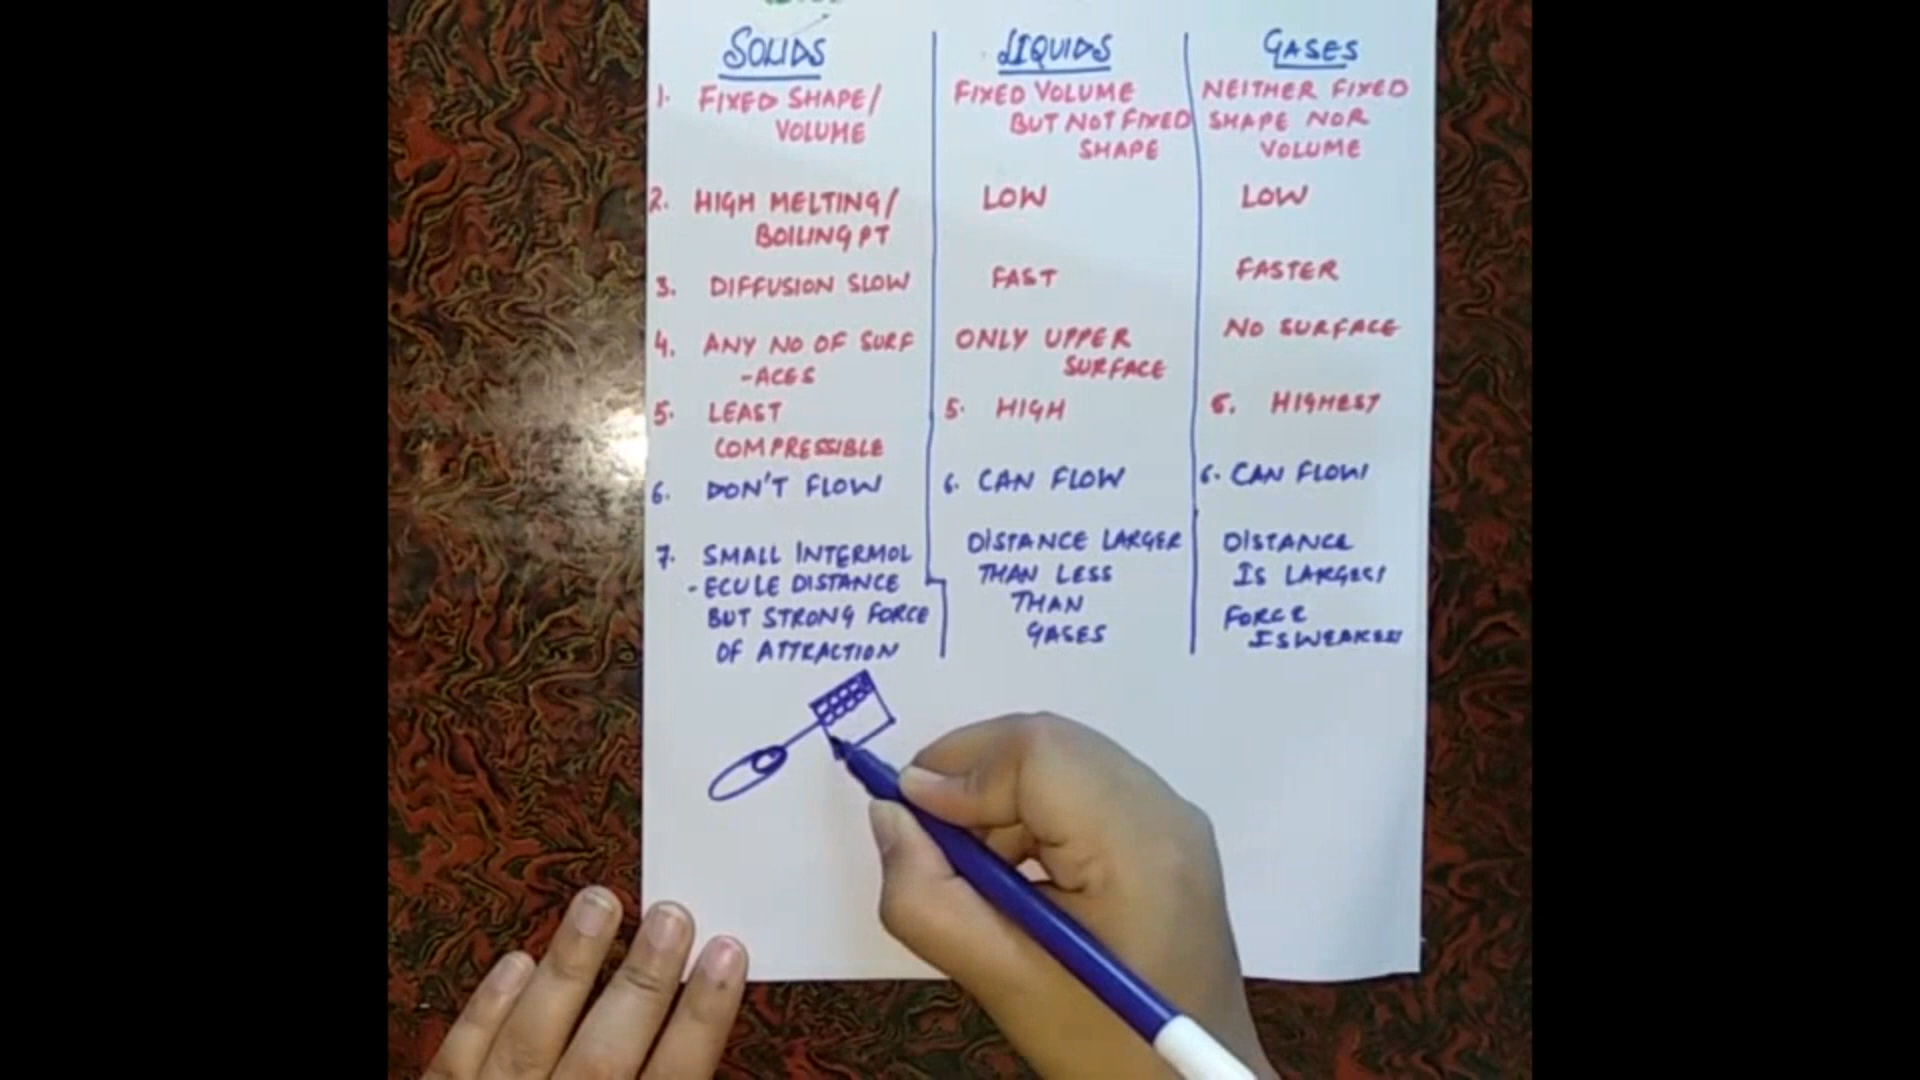 SOLIDS
1. FIXED SHAPE/
VOLUME
2. HIGH MELTING/
BOILING PT
3. DIFFUSION SLOW
4. ANY NO OF SURF
-ACES
5. LEAST
COMPRESSIBLE
6. DON'T FLOW
7. SMALL INTERMOL
-ECULE DISTANCE
BUT STRONG FORCE
OF ATTRACTION
LIQUIDS
FIXED VOLUME
BUT NOT FIXED
SHAPE
LOW
FAST
ONLY UPPER
SURFACE
5. HIGH
6. CAN FLOW
DISTANCE LARGER
THAN LESS
THAN
GASES
GASES
NEITHER FIXED
SHAPE NOR
VOLUME
LOW
FASTER
NO SURFACE
5. HIGHEST
6. CAN FLOW
DISTANCE
IS LARGEST
FORCE
IS WEAKEST